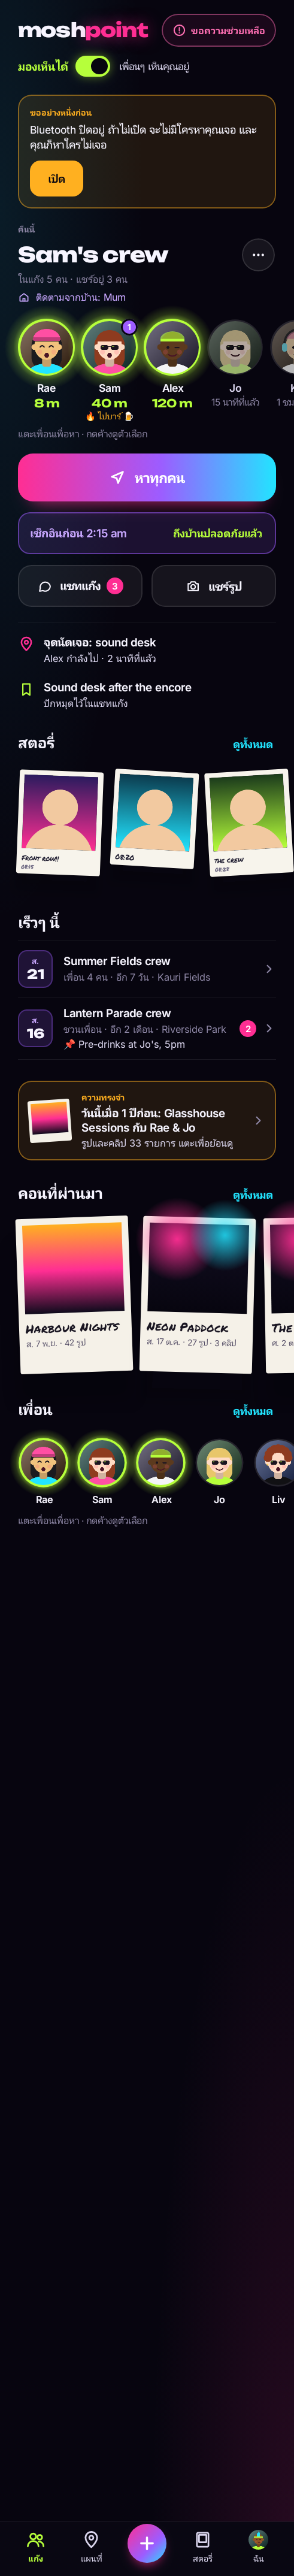 moshpoint
ขอความช่วยเหลือ
มองเห็นได้
เพื่อนๆ เห็นคุณอยู่
ขออย่างหนึ่งก่อน
Bluetooth ปิดอยู่ ถ้าไม่เปิด จะไม่มีใครหาคุณเจอ และ
คุณก็หาใครไม่เจอ
เปิด
คืนนี้
Sam's crew
ในแก๊ง 5 คน · แชร์อยู่ 3 คน
ติดตามจากบ้าน: Mum
1
Rae
Sam
Alex
Jo
8 m
40 m
120 m
15 นาทีที่แล้ว
🔥 ไปบาร์ 🍺
แตะเพื่อนเพื่อหา · กดค้างดูตัวเลือก
หาทุกคน
เช็กอินก่อน 2:15 am
ถึงบ้านปลอดภัยแล้ว
แชทแก๊ง 3
แชร์รูป
จุดนัดเจอ: sound desk
Alex กำลังไป · 2 นาทีที่แล้ว
Sound desk after the encore
ปักหมุดไว้ในแชทแก๊ง
สตอรี่
ดูทั้งหมด
Front row!!
08:15
08:20
The crew
08:28
เร็วๆ นี้
ส.
21
Summer Fields crew
เพื่อน 4 คน · อีก 7 วัน · Kauri Fields
ส.
16
Lantern Parade crew
ชวนเพื่อน · อีก 2 เดือน · Riverside Park
📌 Pre-drinks at Jo's, 5pm
2
ความทรงจำ
วันนี้เมื่อ 1 ปีก่อน: Glasshouse
Sessions กับ Rae & Jo
รูปและคลิป 33 รายการ แตะเพื่อย้อนดู
คอนที่ผ่านมา
ดูทั้งหมด
Harbour Nights
ส. 7 พ.ย. · 42 รูป
Neon Paddock
ส. 17 ต.ค. · 27 รูป · 3 คลิป
The
เพื่อน
ดูทั้งหมด
Rae
Sam
Alex
Jo
Liv
แตะเพื่อนเพื่อหา · กดค้างดูตัวเลือก
แก๊ง
แผนที่
สตอรี่
ฉัน